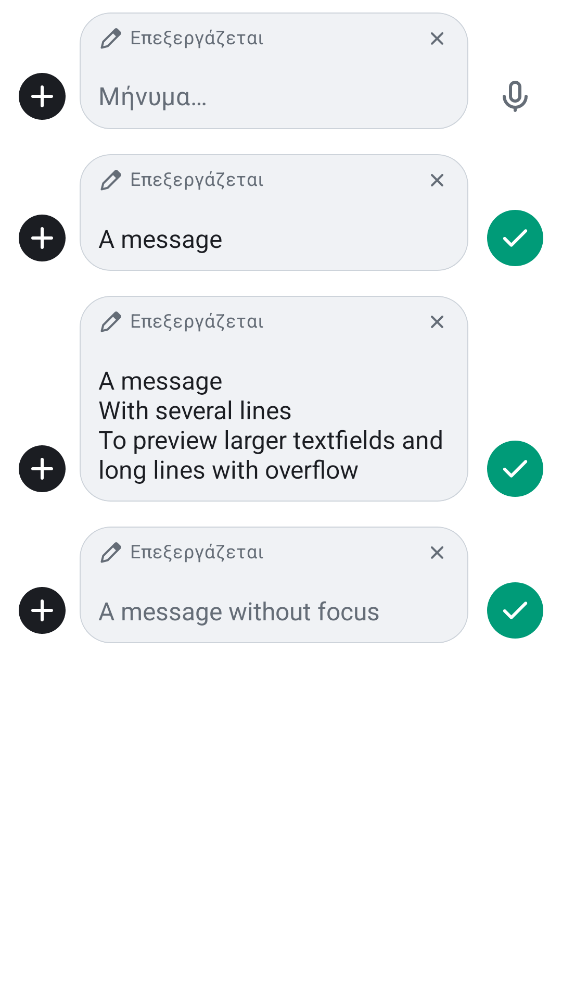 Επεξεργάζεται
Μήνυμα…
Επεξεργάζεται
A message
Επεξεργάζεται
A message
With several lines
To preview larger textfields and
long lines with overflow
Επεξεργάζεται
A message without focus